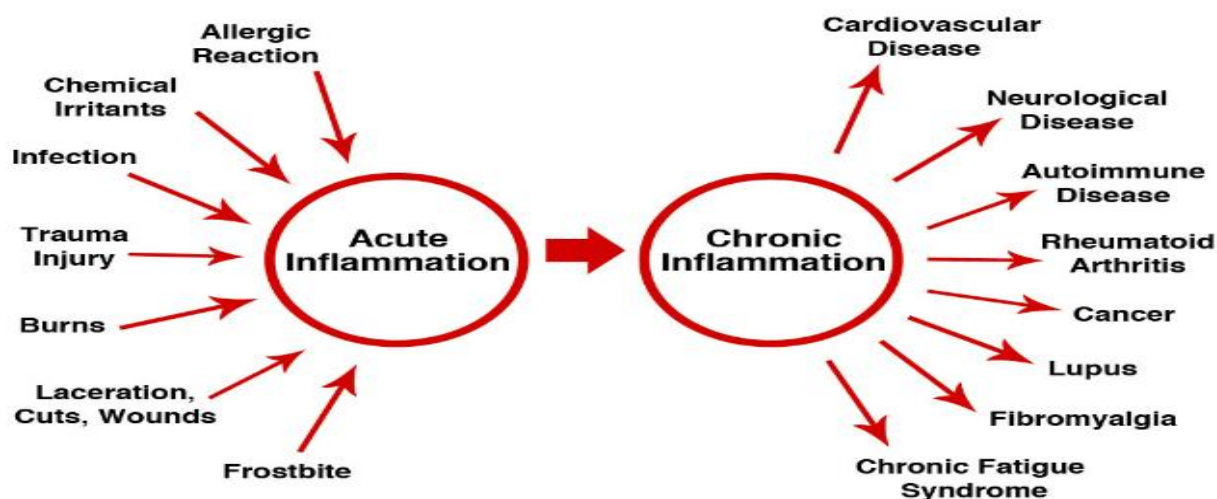 Allergic
Reaction
Chemical
Irritants
Infection
Trauma
Injury
Burns
Laceration,
Cuts, Wounds
Frostbite
Acute
Inflammation
Chronic
Inflammation
Cardiovascular
Disease
Neurological
Disease
Autoimmune
Disease
Rheumatoid
Arthritis
Cancer
Lupus
Fibromyalgia
Chronic Fatigue
Syndrome